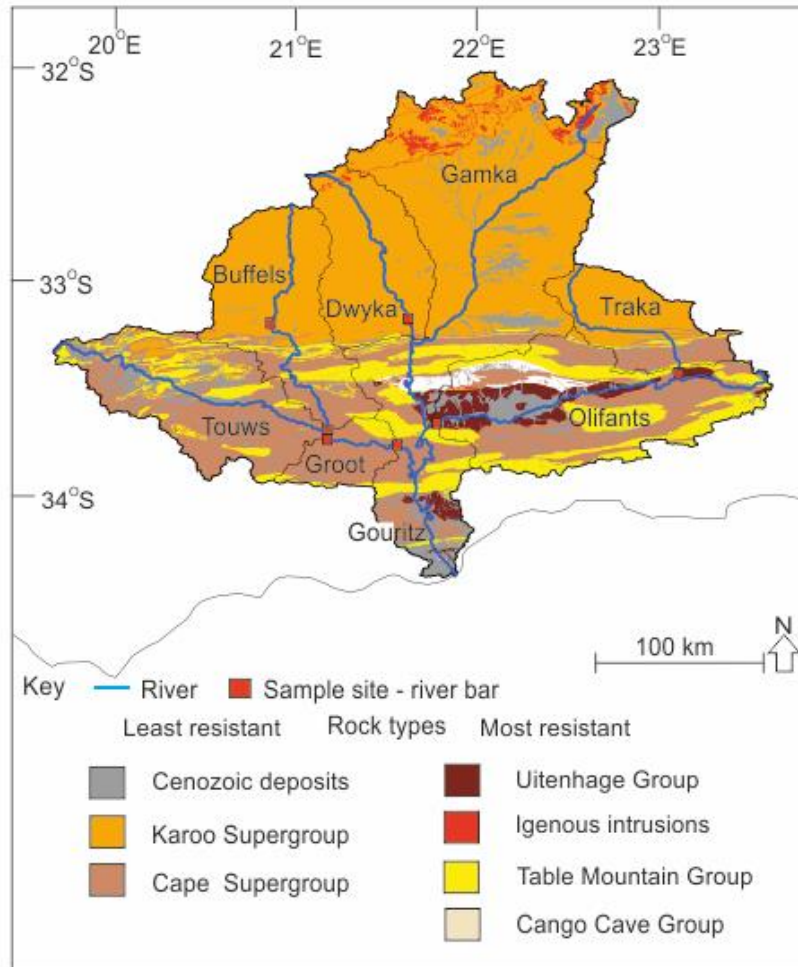 20°E
21°E
22°E
23°E
32°S
Gamka
33°S
Buffels
Dwyka
Traka
Touws
Olifants
Groot
34°S
Gouritz
N
100 km
Key River Sample site - river bar
Least resistant Rock types Most resistant
Cenozoic deposits Uitenhage Group
Karoo Supergroup Igenous intrusions
Cape Supergroup Table Mountain Group
Cango Cave Group